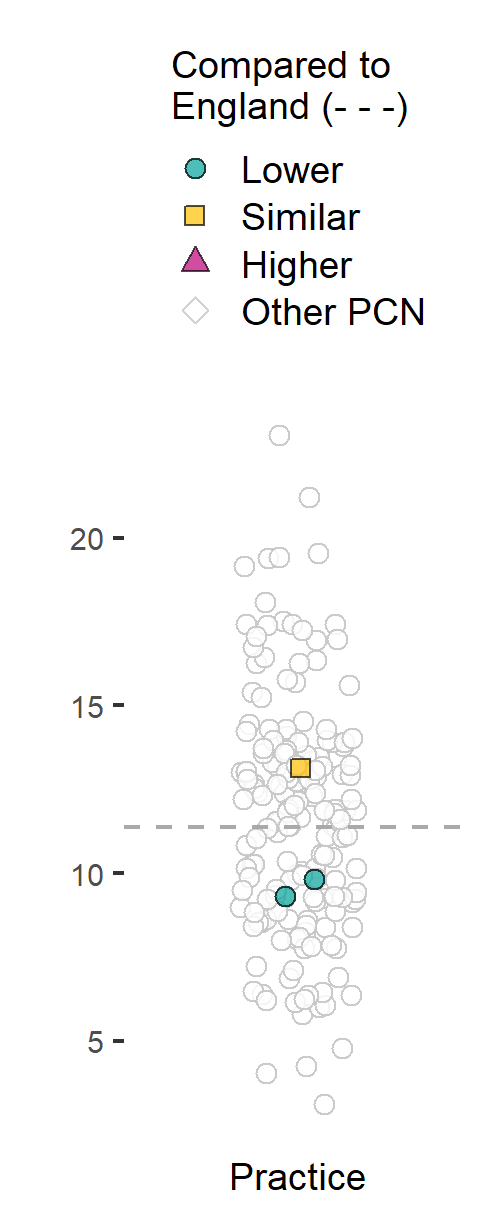 Compared to
England (- - -)
Lower
Similar
Higher
Other PCN
20
15
10
5
Practice